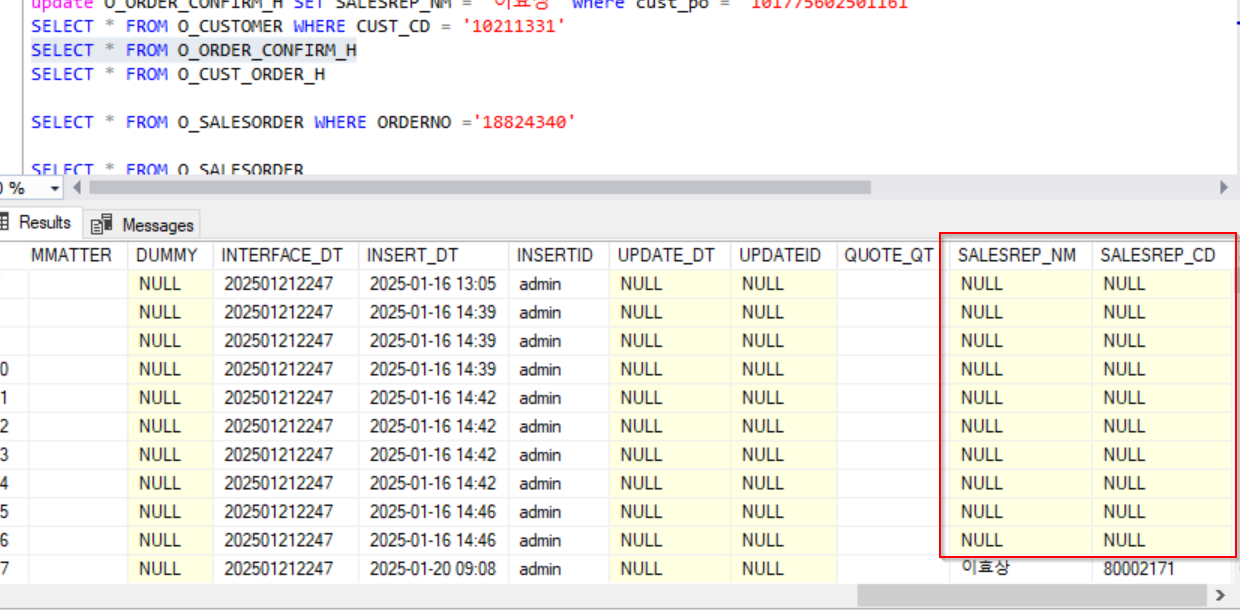 update O_ORDER_CONFIRM_H SET SALESREP_NM = '이효상' where cust_po = '101775602501161'
SELECT * FROM O_CUSTOMER WHERE CUST_CD = '10211331'
SELECT * FROM O_ORDER_CONFIRM_H
SELECT * FROM O_CUST_ORDER_H
SELECT * FROM O_SALESORDER WHERE ORDERNO ='18824340'
SELECT * FROM O_SALESORDER
0 %
Results Messages
MMATTER DUMMY INTERFACE_DT INSERT_DT INSERTID UPDATE_DT UPDATEID QUOTE_QT SALESREP_NM SALESREP_CD
NULL 202501212247 2025-01-16 13:05 admin NULL NULL NULL NULL
NULL 202501212247 2025-01-16 14:39 admin NULL NULL NULL NULL
NULL 202501212247 2025-01-16 14:39 admin NULL NULL NULL NULL
0 NULL 202501212247 2025-01-16 14:39 admin NULL NULL NULL NULL
1 NULL 202501212247 2025-01-16 14:42 admin NULL NULL NULL NULL
2 NULL 202501212247 2025-01-16 14:42 admin NULL NULL NULL NULL
3 NULL 202501212247 2025-01-16 14:42 admin NULL NULL NULL NULL
4 NULL 202501212247 2025-01-16 14:42 admin NULL NULL NULL NULL
5 NULL 202501212247 2025-01-16 14:46 admin NULL NULL NULL NULL
6 NULL 202501212247 2025-01-16 14:46 admin NULL NULL NULL NULL
7 NULL 202501212247 2025-01-20 09:08 admin NULL NULL 이효상 80002171